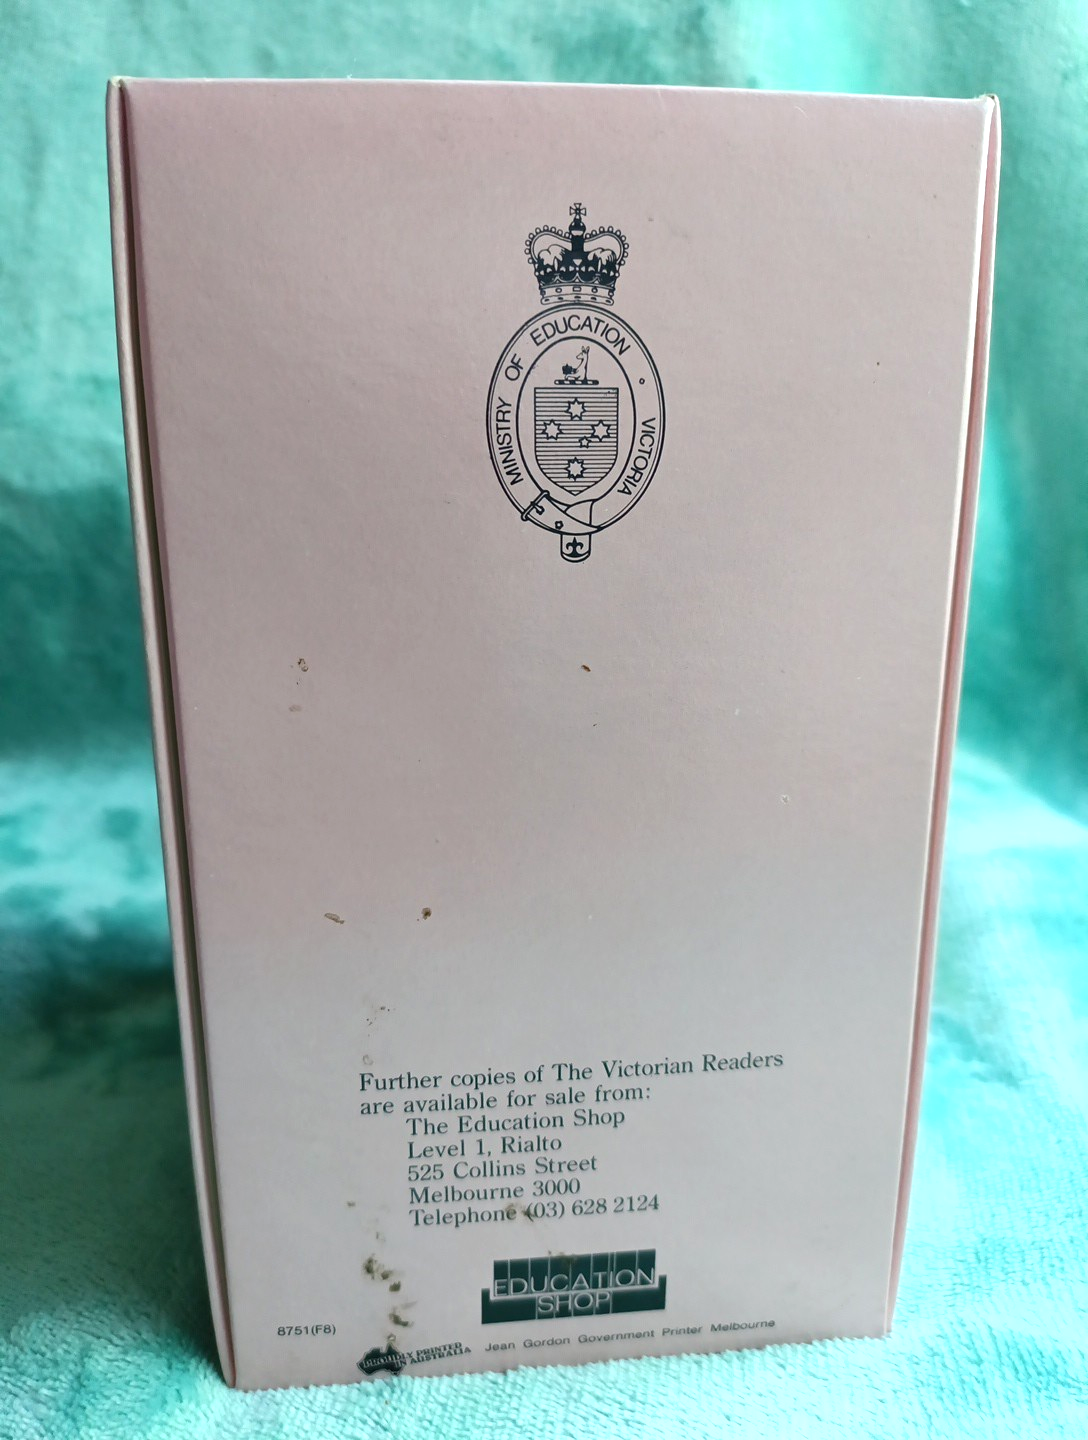 MINISTRY OF EDUCATION VICTORIA
Further copies of The Victorian Readers
are available for sale from:
The Education Shop
Level 1, Rialto
525 Collins Street
Melbourne 3000
Telephone (03) 628 2124
EDUCATION
SHOP
8751(F8)
PROUDLY PRINTED
IN AUSTRALIA
Jean Gordon Government Printer Melbourne